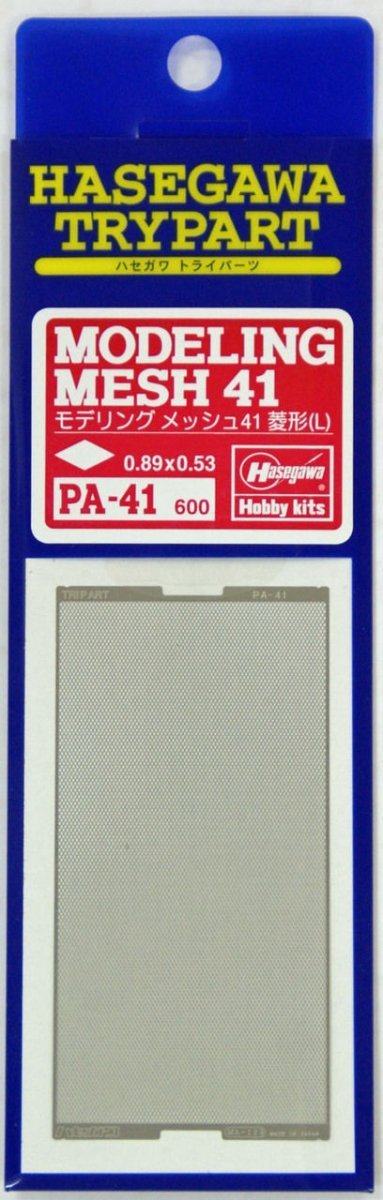 HASEGAWA
TRYPART
ハセガワ トライパーツ
MODELING
MESH 41
モデリング メッシュ41 菱形(L)
0.89x0.53
PA-41 600
Hasegawa
Hobby kits
®
TRIPART PA-41
MADE IN JAPAN